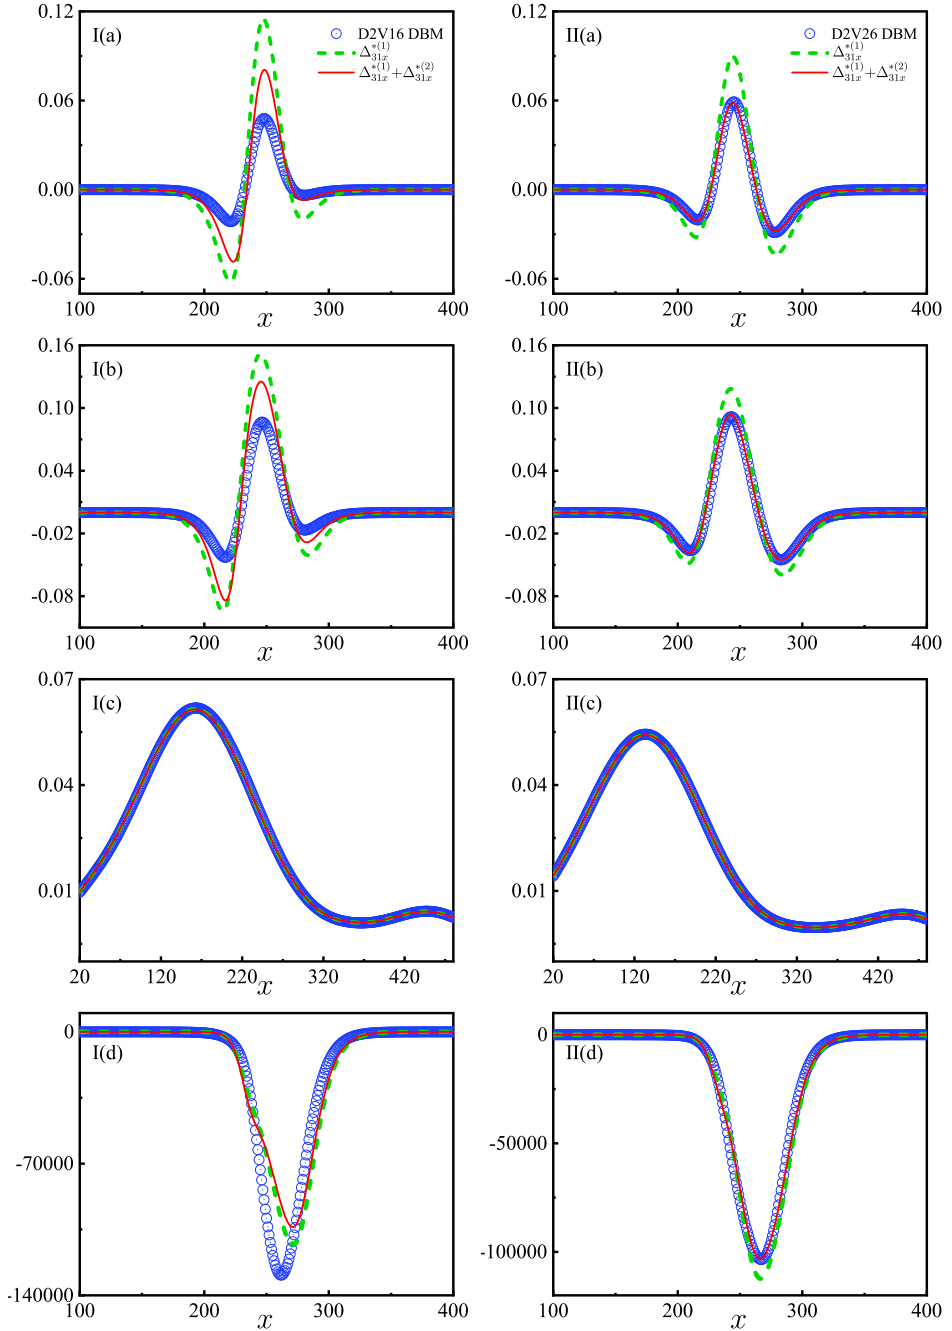 I(a)
D2V16 DBM
Δ*(1)31x
Δ*(1)31x+Δ*(2)31x
0.12
0.06
0.00
-0.06
100 200 300 400
x
II(a)
D2V26 DBM
Δ*(1)31x
Δ*(1)31x+Δ*(2)31x
0.12
0.06
0.00
-0.06
100 200 300 400
x
I(b)
0.16
0.10
0.04
-0.02
-0.08
100 200 300 400
x
II(b)
0.16
0.10
0.04
-0.02
-0.08
100 200 300 400
x
I(c)
0.07
0.04
0.01
20 120 220 320 420
x
II(c)
0.07
0.04
0.01
20 120 220 320 420
x
I(d)
0
-70000
-140000
100 200 300 400
x
II(d)
0
-50000
-100000
100 200 300 400
x